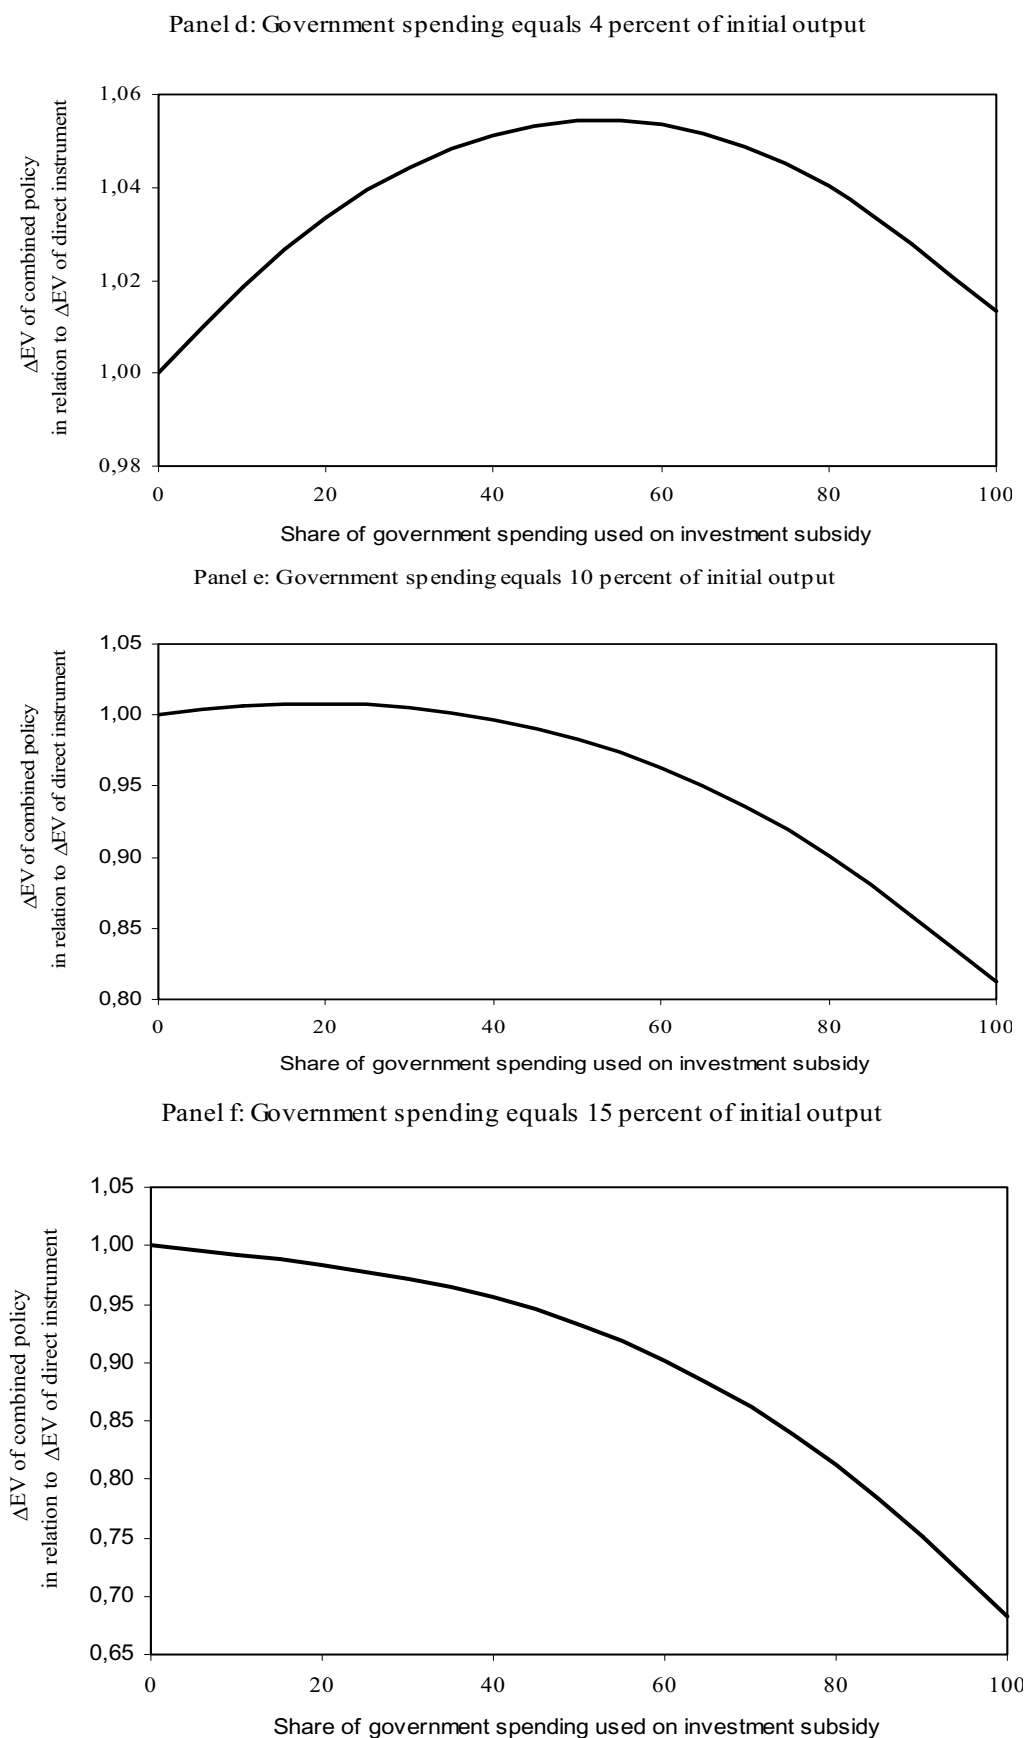 Panel d: Government spending equals 4 percent of initial output
ΔEV of combined policy
in relation to ΔEV of direct instrument
1,06
1,04
1,02
1,00
0,98
0 20 40 60 80 100
Share of government spending used on investment subsidy
Panel e: Government spending equals 10 percent of initial output
ΔEV of combined policy
in relation to ΔEV of direct instrument
1,05
1,00
0,95
0,90
0,85
0,80
0 20 40 60 80 100
Share of government spending used on investment subsidy
Panel f: Government spending equals 15 percent of initial output
ΔEV of combined policy
in relation to ΔEV of direct instrument
1,05
1,00
0,95
0,90
0,85
0,80
0,75
0,70
0,65
0 20 40 60 80 100
Share of government spending used on investment subsidy